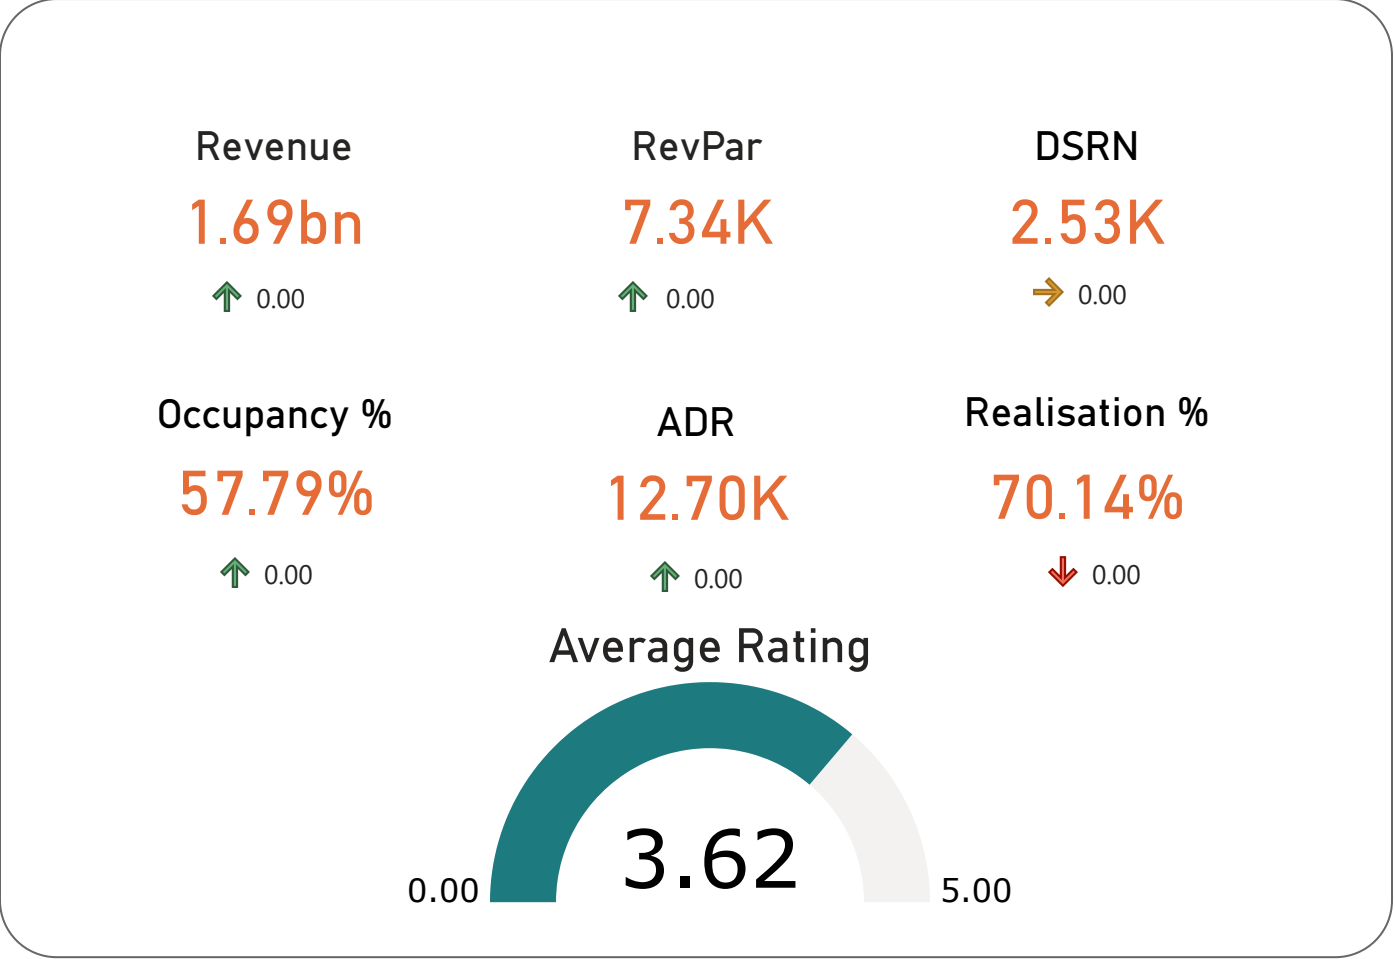 Revenue
RevPar
DSRN
1.69bn
7.34K
2.53K
0.00
0.00
0.00
Occupancy %
ADR
Realisation %
57.79%
12.70K
70.14%
0.00
0.00
0.00
Average Rating
3.62
0.00
5.00